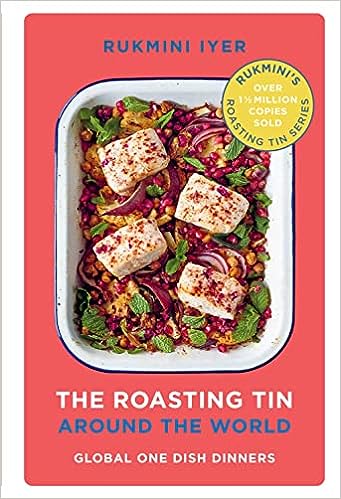 RUKMINI IYER
RUKMINI'S
OVER
1½ MILLION
COPIES
SOLD
ROASTING TIN SERIES
THE ROASTING TIN
AROUND THE WORLD
GLOBAL ONE DISH DINNERS